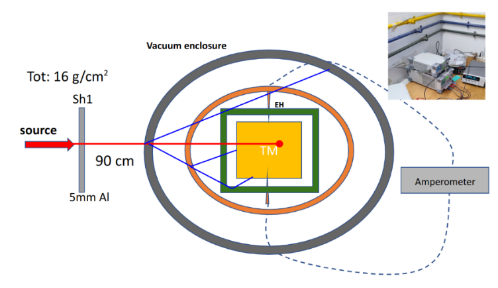 Vacuum enclosure
Tot: 16 g/cm²
Sh1
EH
source
TM
90 cm
Amperometer
5mm Al